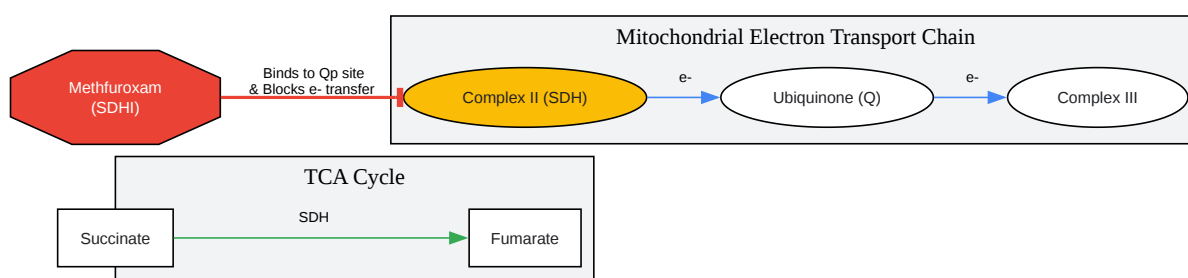 Mitochondrial Electron Transport Chain
Methfuroxam
(SDHI)
Binds to Qp site
& Blocks e- transfer
Complex II (SDH)
e-
Ubiquinone (Q)
e-
Complex III
TCA Cycle
Succinate
SDH
Fumarate